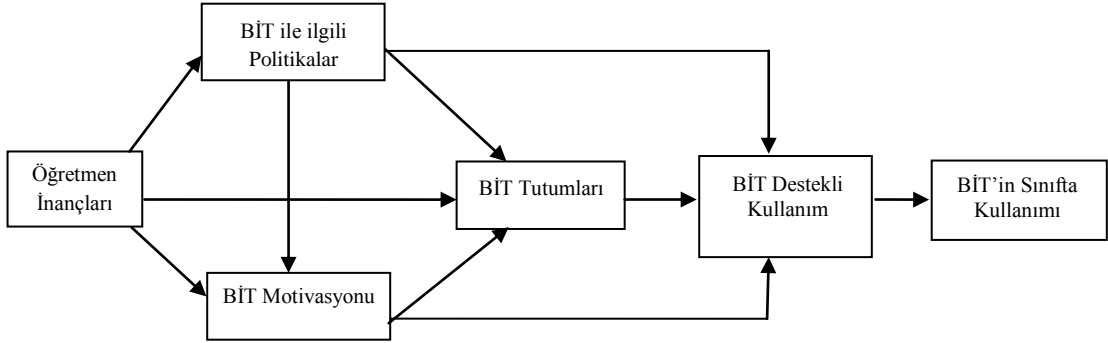 BİT ile ilgili
Politikalar
Öğretmen
İnançları
BİT Tutumları
BİT Destekli
Kullanım
BİT’in Sınıfta
Kullanımı
BİT Motivasyonu